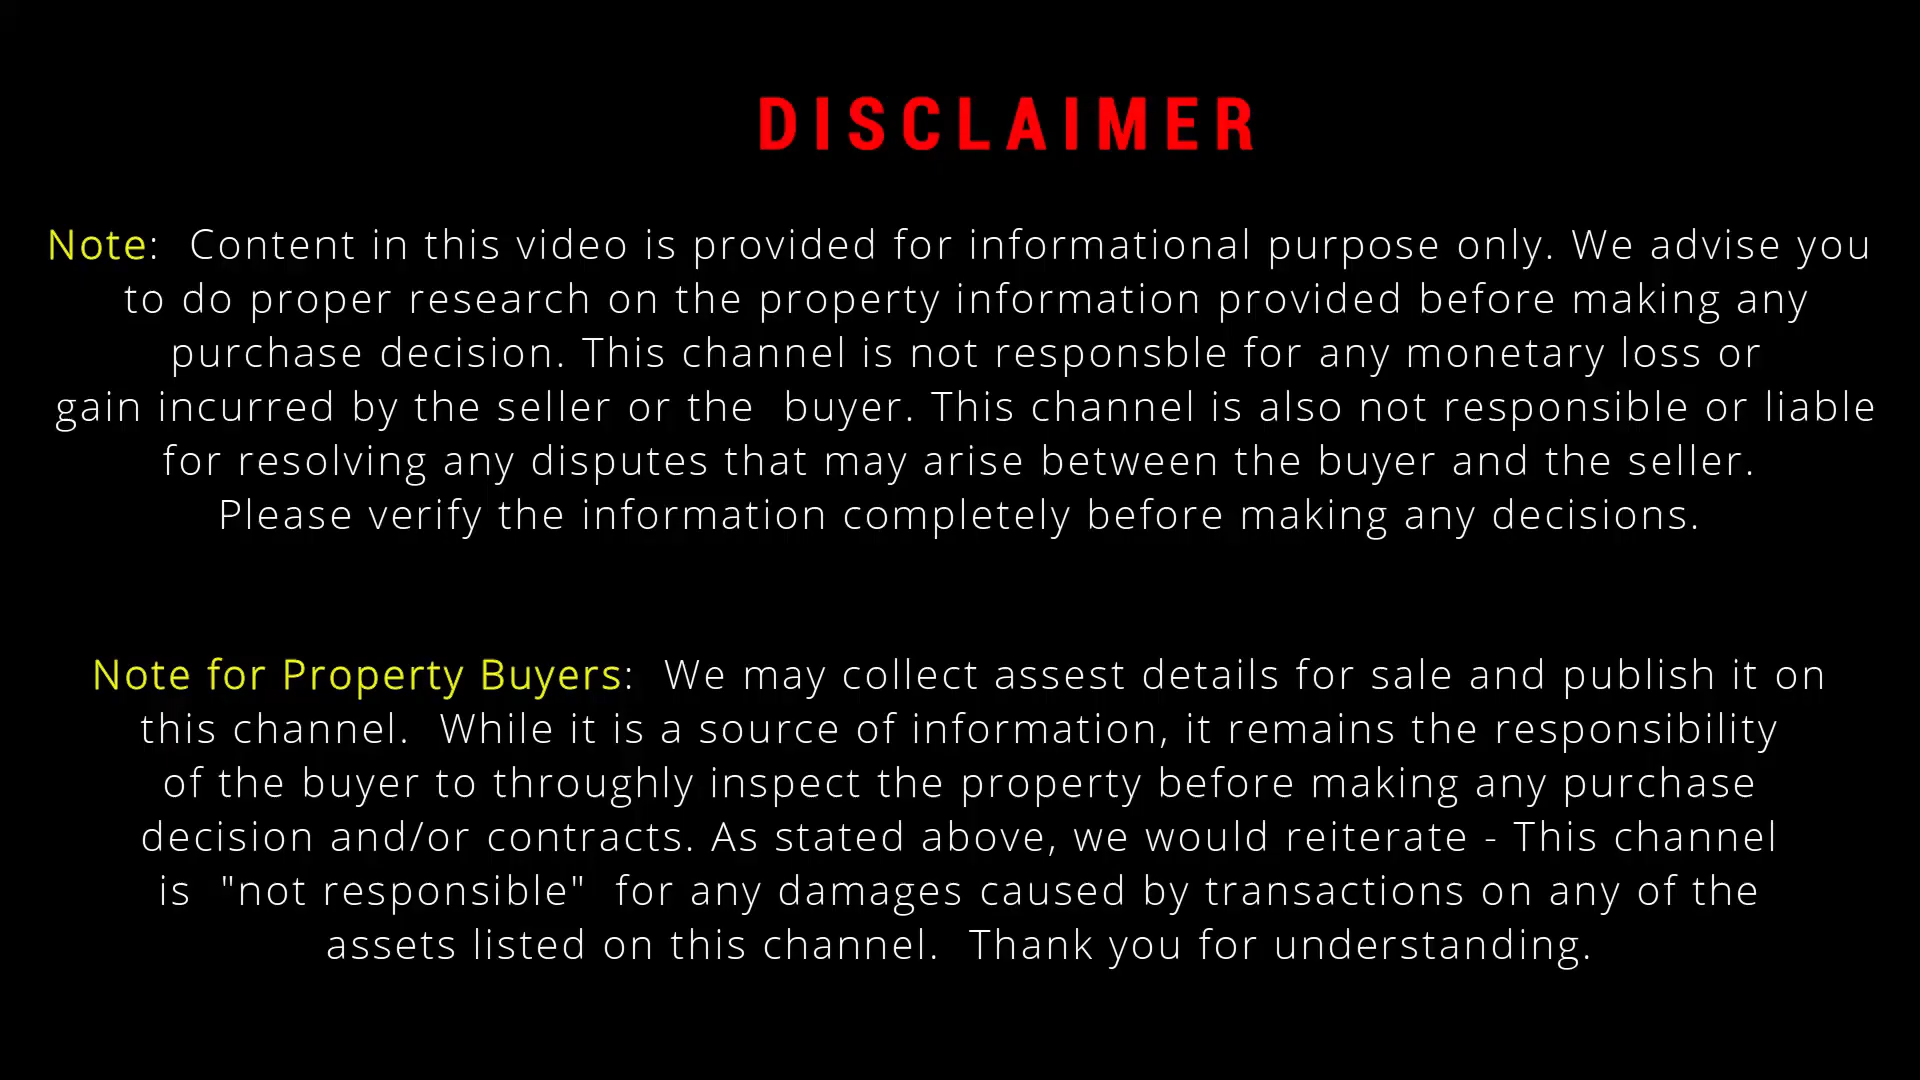 DISCLAIMER
Note:  Content in this video is provided for informational purpose only. We advise you
to do proper research on the property information provided before making any
purchase decision. This channel is not responsble for any monetary loss or
gain incurred by the seller or the  buyer. This channel is also not responsible or liable
for resolving any disputes that may arise between the buyer and the seller.
Please verify the information completely before making any decisions.
Note for Property Buyers:  We may collect assest details for sale and publish it on
this channel.  While it is a source of information, it remains the responsibility
of the buyer to throughly inspect the property before making any purchase
decision and/or contracts. As stated above, we would reiterate - This channel
is  "not responsible"  for any damages caused by transactions on any of the
assets listed on this channel.  Thank you for understanding.